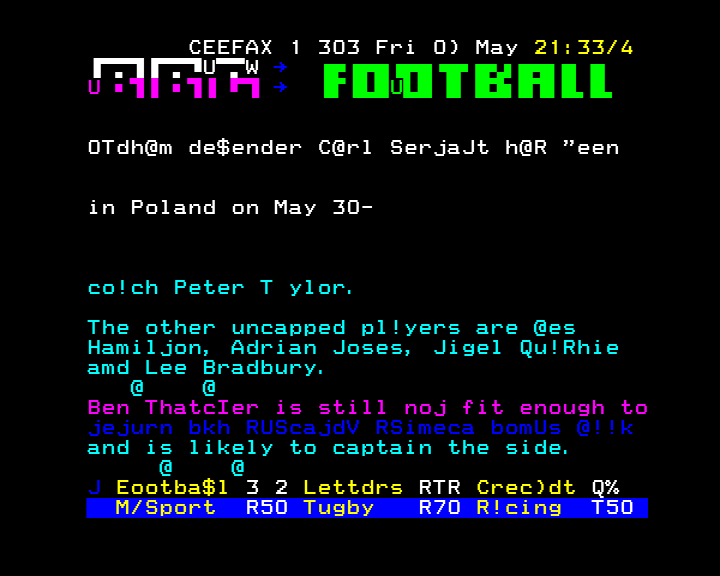 CEEFAX 1 303 Fri 0) May 21:33/4
FOOTBALL
OTdh@m de$ender C@rl SerjaJt h@R ”een
in Poland on May 30-
co!ch Peter T ylor.
The other uncapped pl!yers are @es
Hamiljon, Adrian Joses, Jigel Qu!Rhie
amd Lee Bradbury.
@ @
Ben ThatcIer is still noj fit enough to
jejurn bkh RUScajdV RSimeca bomUs @!!k
and is likely to captain the side.
@ @
J Eootba$l 3 2 Lettdrs RTR Crec)dt Q%
M/Sport R50 Tugby R70 R!cing T50